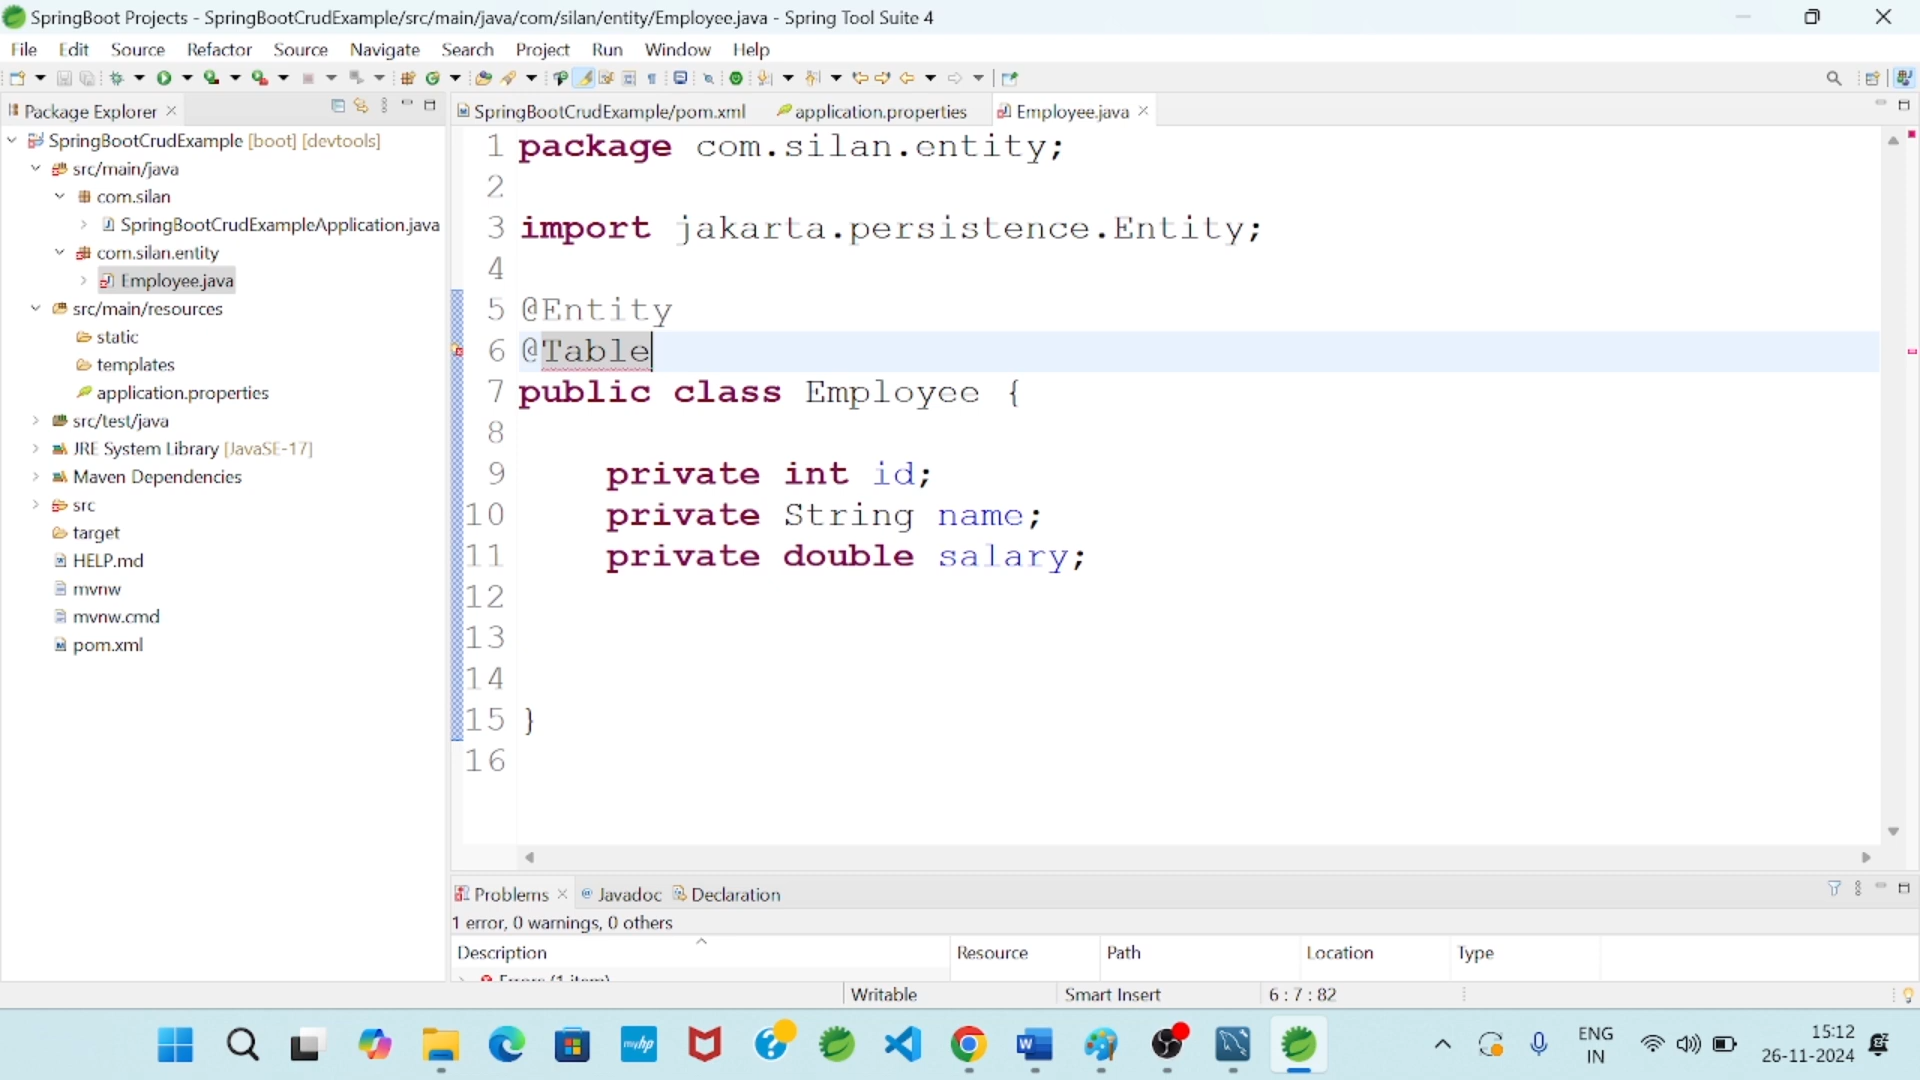 SpringBoot Projects - SpringBootCrudExample/src/main/java/com/silan/entity/Employee.java - Spring Tool Suite 4
File Edit Source Refactor Source Navigate Search Project Run Window Help
Package Explorer
SpringBootCrudExample [boot] [devtools]
src/main/java
com.silan
SpringBootCrudExampleApplication.java
com.silan.entity
Employee.java
src/main/resources
static
templates
application.properties
src/test/java
JRE System Library [JavaSE-17]
Maven Dependencies
src
target
HELP.md
mvnw
mvnw.cmd
pom.xml
SpringBootCrudExample/pom.xml application.properties Employee.java
1 package com.silan.entity;
2
3 import jakarta.persistence.Entity;
4
5 @Entity
6 @Table
7 public class Employee {
8
9 private int id;
10 private String name;
11 private double salary;
12
13
14
15 }
16
Problems Javadoc Declaration
1 error, 0 warnings, 0 others
Description Resource Path Location Type
Errors (1 item)
Writable Smart Insert 6 : 7 : 82
myhp
W
ENG
IN
15:12
26-11-2024